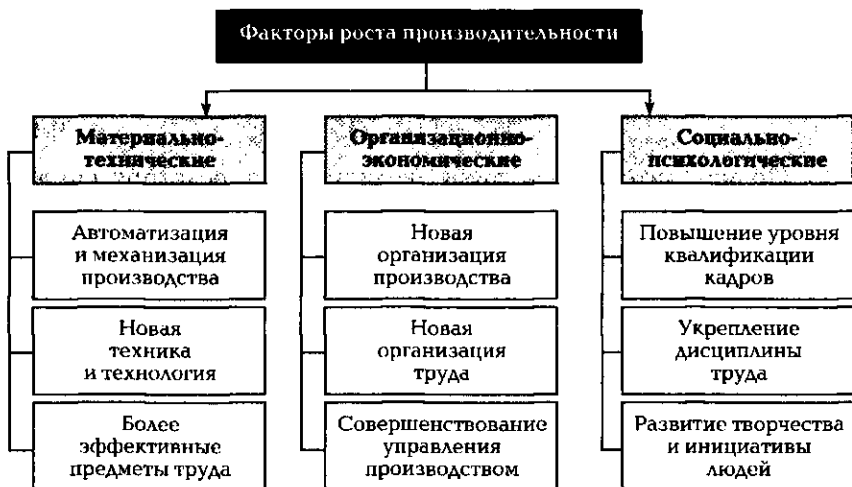 Факторы роста производительности
Материально-
технические
Автоматизация
и механизация
производства
Новая
техника
и технология
Более
эффективные
предметы труда
Организационно-
экономические
Новая
организация
производства
Новая
организация
труда
Совершенствование
управления
производством
Социально-
психологические
Повышение уровня
квалификации
кадров
Укрепление
дисциплины
труда
Развитие творчества
и инициативы
людей